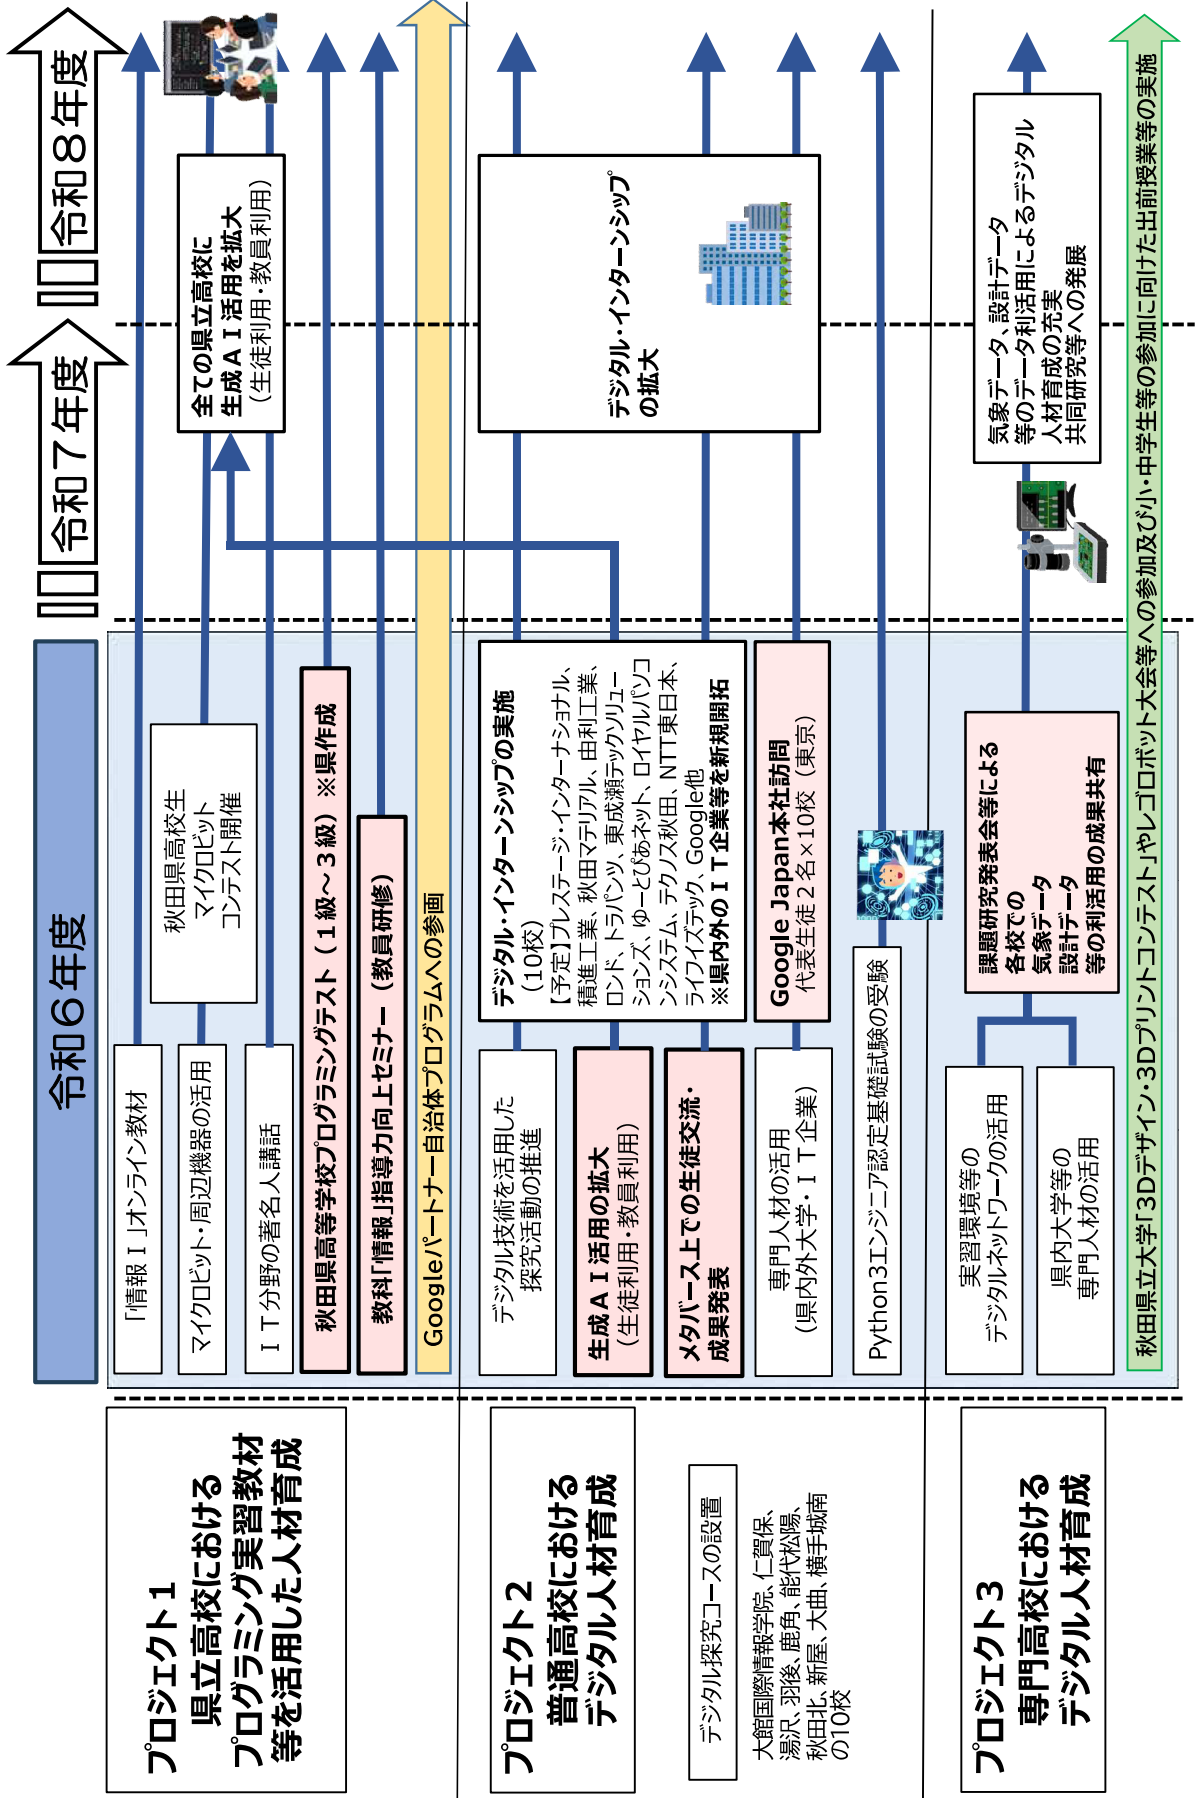 令和６年度
令和７年度
令和８年度
プロジェクト１
県立高校における
プログラミング実習教材
等を活用した人材育成
「情報Ⅰ」オンライン教材
マイクロビット・周辺機器の活用
ＩＴ分野の著名人講話
秋田県高校生
マイクロビット
コンテスト開催
秋田県高等学校プログラミングテスト（１級～３級）※県作成
教科「情報」指導力向上セミナー（教員研修）
Googleパートナー自治体プログラムへの参画
全ての県立高校に
生成ＡＩ活用を拡大
（生徒利用・教員利用）
プロジェクト２
普通高校における
デジタル人材育成
デジタル探究コースの設置
大館国際情報学院、仁賀保、
湯沢、羽後、鹿角、能代松陽、
秋田北、新屋、大曲、横手城南
の10校
デジタル技術を活用した
探究活動の推進
生成ＡＩ活用の拡大
（生徒利用・教員利用）
メタバース上での生徒交流・
成果発表
専門人材の活用
（県内外大学・ＩＴ企業）
Python3エンジニア認定基礎試験の受験
デジタル・インターンシップの実施
（10校）
【予定】プレステージ・インターナショナル、
積進工業、秋田マテリアル、由利工業、
ロンド、トラパンツ、東成瀬テックソリュー
ションズ、ゆーとぴあネット、ロイヤルパソコ
ンシステム、テクノス秋田、NTT東日本、
ライフイズテック、Google他
※県内外のＩＴ企業等を新規開拓
Google Japan本社訪問
代表生徒２名×10校（東京）
デジタル・インターンシップ
の拡大
プロジェクト３
専門高校における
デジタル人材育成
実習環境等の
デジタルネットワークの活用
県内大学等の
専門人材の活用
課題研究発表会等による
各校での
気象データ
設計データ
等の利活用の成果共有
気象データ、設計データ
等のデータ利活用によるデジタル
人材育成の充実
共同研究等への発展
秋田県立大学「3Dデザイン・3Dプリントコンテスト」やレゴロボット大会等への参加及び小・中学生等の参加に向けた出前授業等の実施